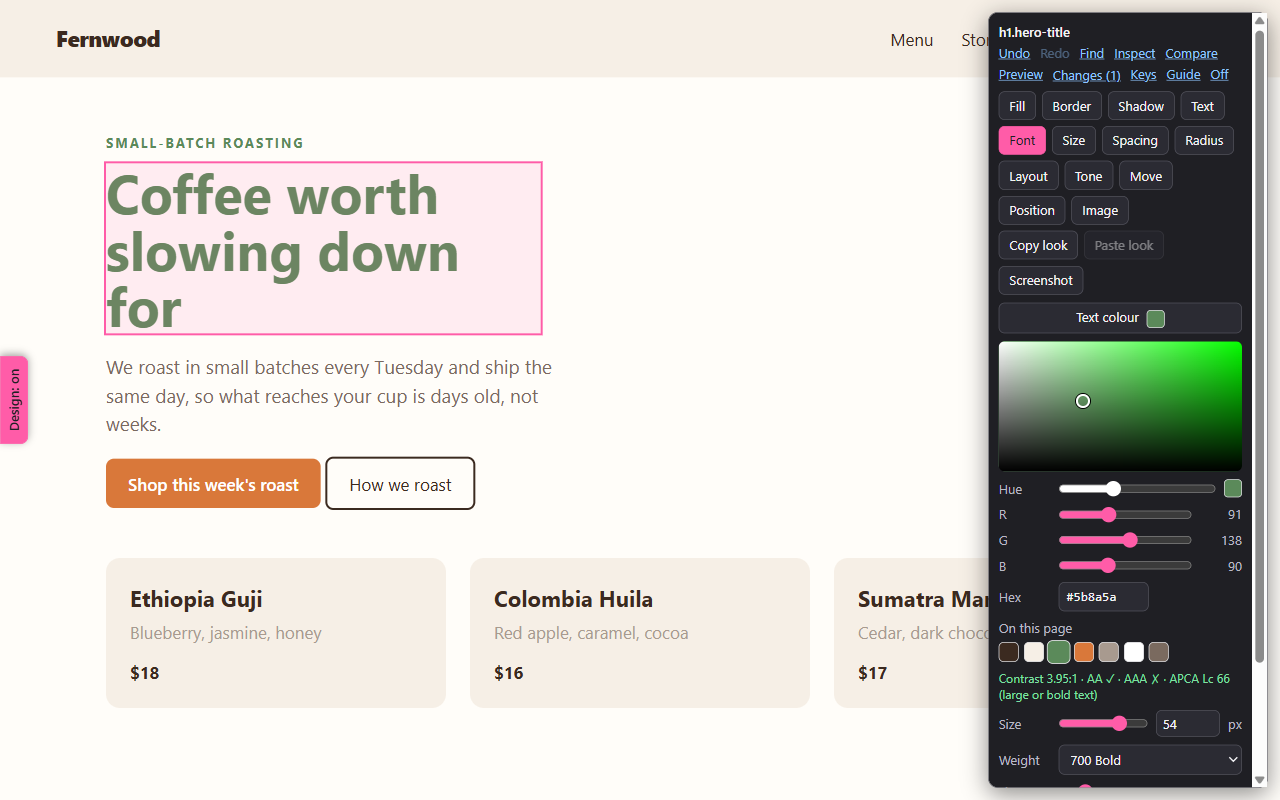 Fernwood
Menu
SMALL-BATCH ROASTING
Coffee worth
slowing down
for
We roast in small batches every Tuesday and ship the
same day, so what reaches your cup is days old, not
weeks.
Shop this week's roast
How we roast
Ethiopia Guji
Blueberry, jasmine, honey
$18
Colombia Huila
Red apple, caramel, cocoa
$16
Sumatra
Cedar, dark
$17
Design: on
h1.hero-title
Undo Redo Find Inspect Compare
Preview Changes (1) Keys Guide Off
Fill Border Shadow Text
Font Size Spacing Radius
Layout Tone Move
Position Image
Copy look Paste look
Screenshot
Text colour
Hue
R 91
G 138
B 90
Hex #5b8a5a
On this page
Contrast 3.95:1 · AA ✓ · AAA ✗ · APCA Lc 66
(large or bold text)
Size 54 px
Weight 700 Bold